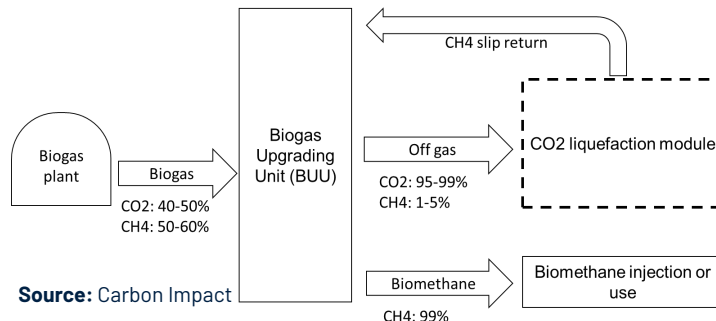 CH4 slip return
Biogas
plant
Biogas
CO2: 40-50%
CH4: 50-60%
Biogas
Upgrading
Unit (BUU)
Off gas
CO2: 95-99%
CH4: 1-5%
CO2 liquefaction module
Biomethane
CH4: 99%
Biomethane injection or
use
Source: Carbon Impact